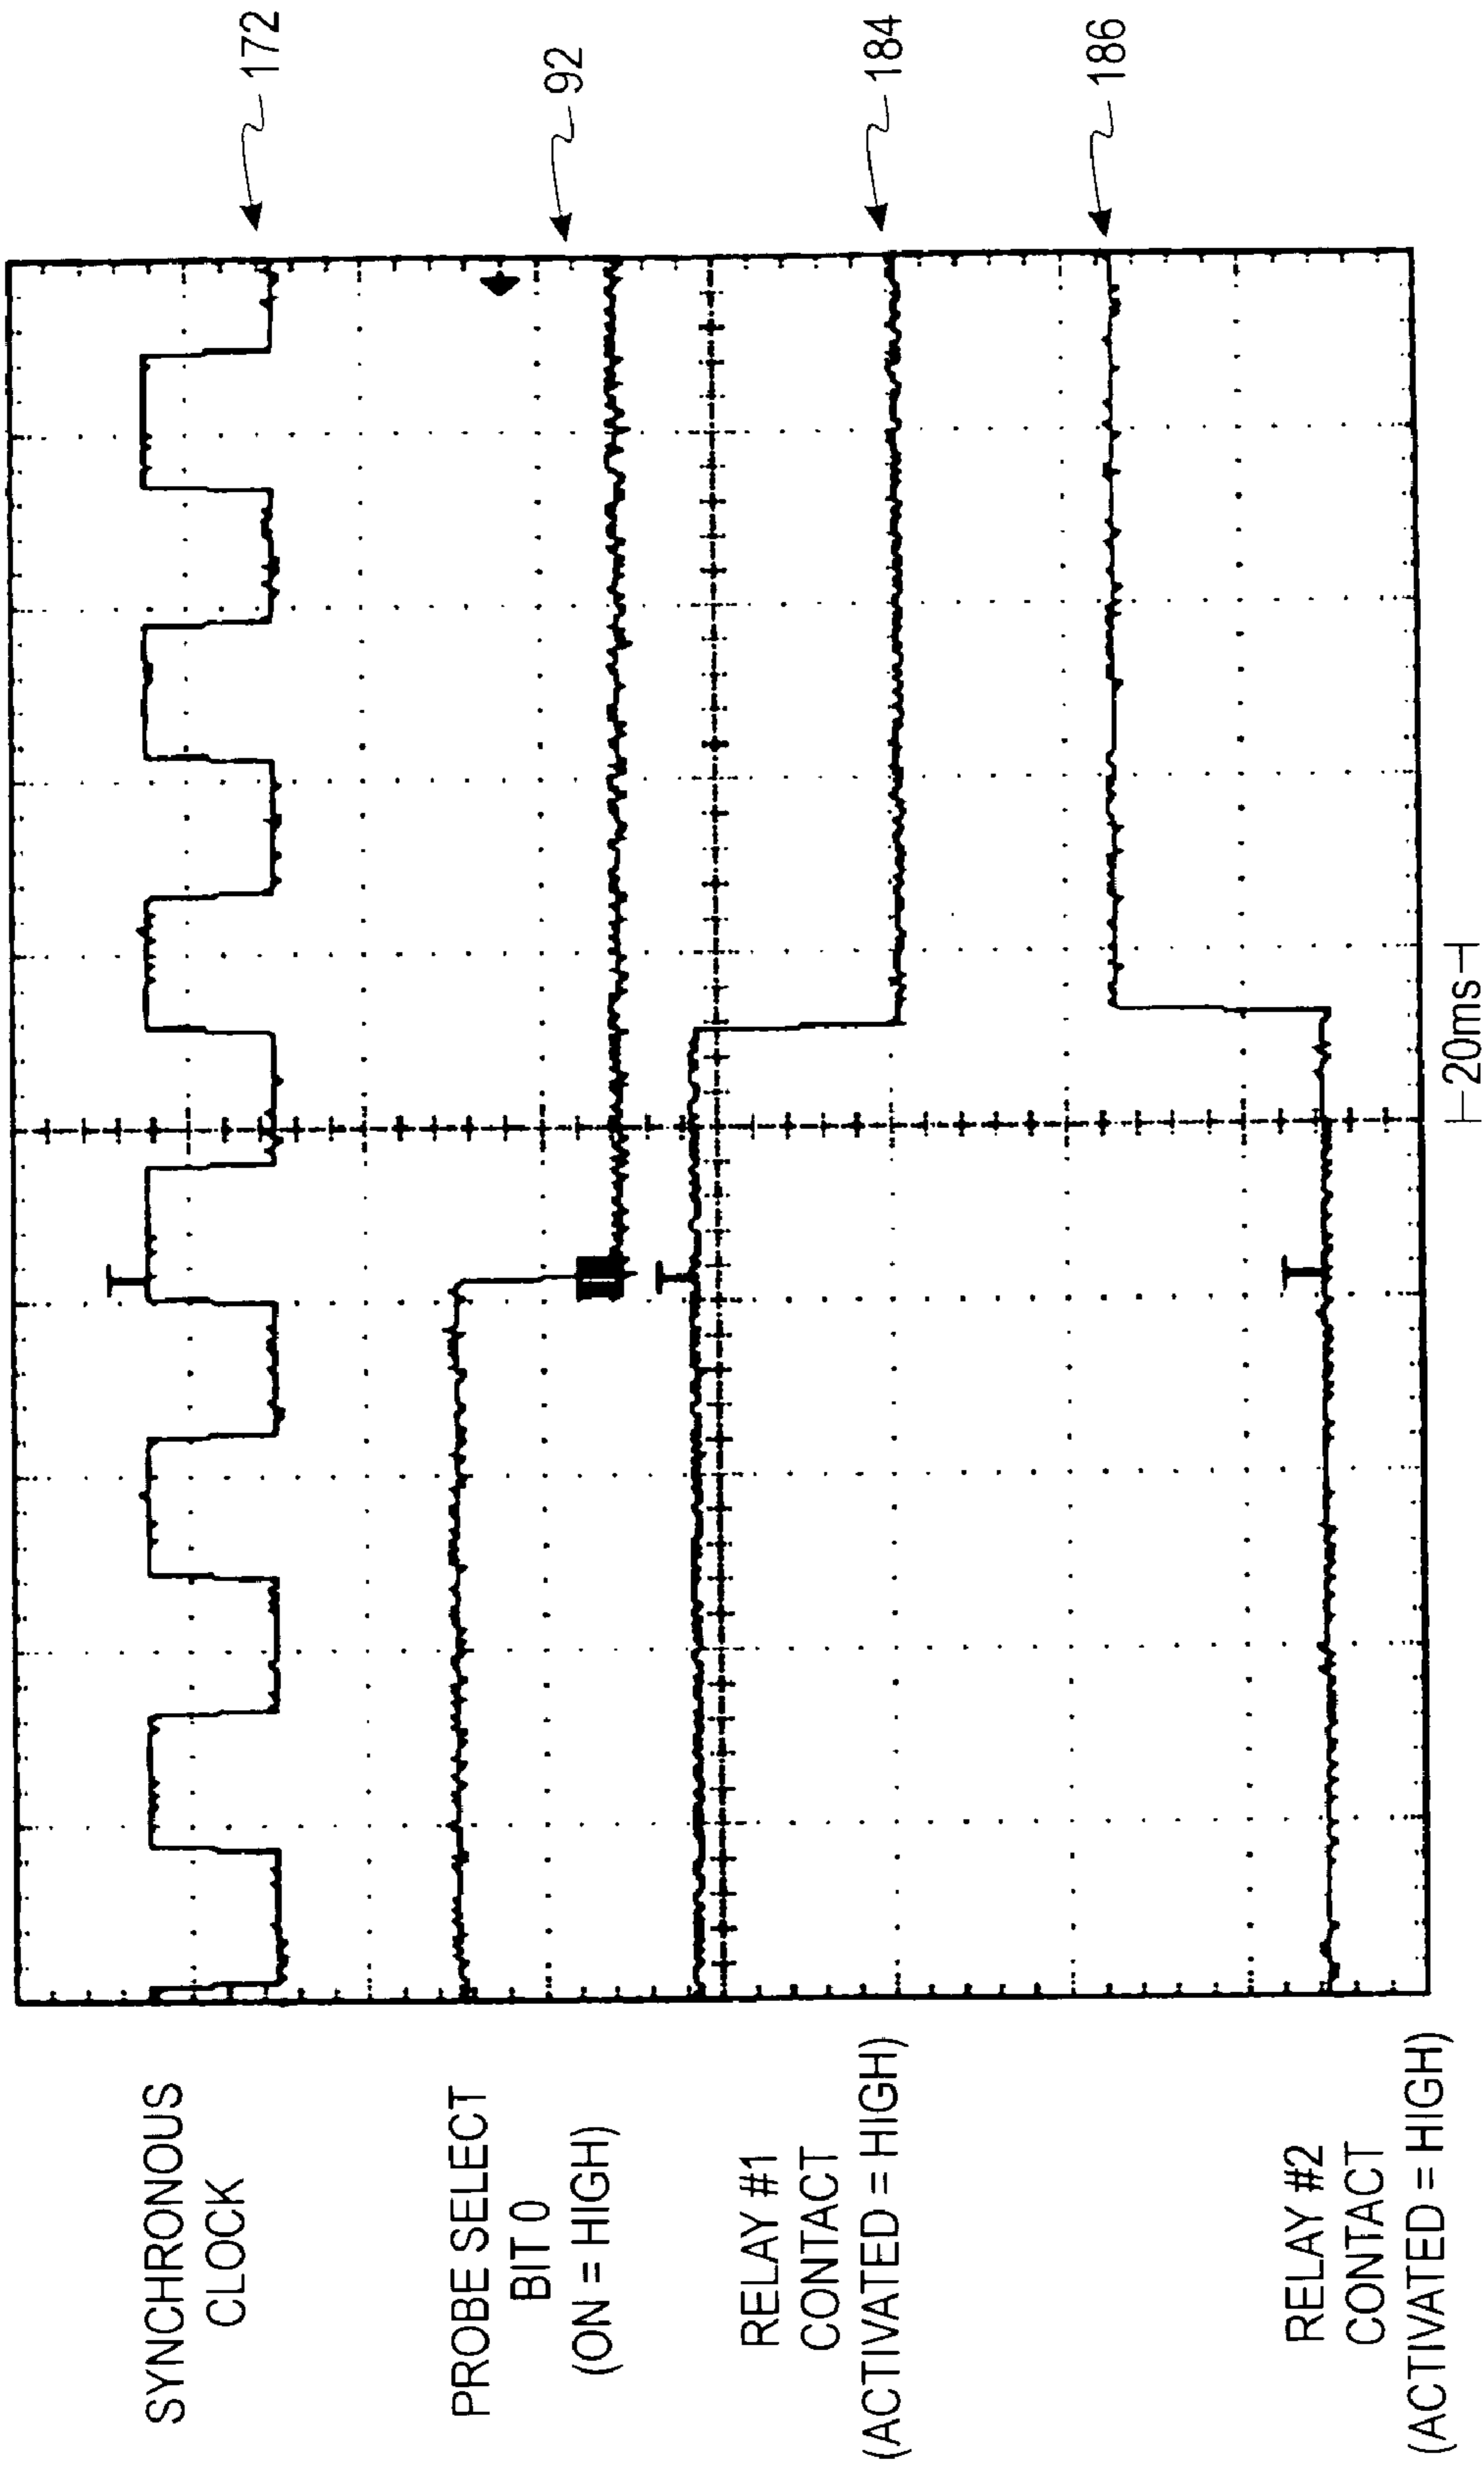 SYNCHRONOUS
CLOCK
PROBE SELECT
BIT 0
(ON = HIGH)
RELAY #1
CONTACT
(ACTIVATED = HIGH)
RELAY #2
CONTACT
(ACTIVATED = HIGH)
172
92
184
186
20ms